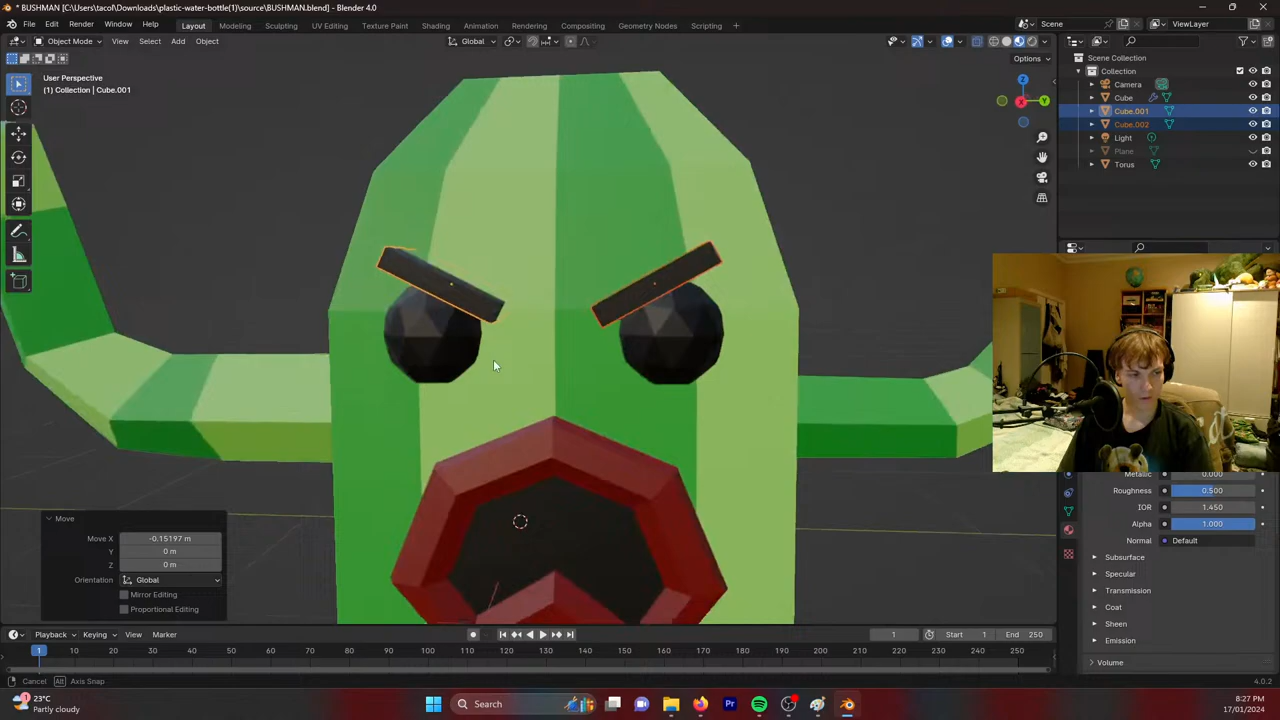 * BUSHMAN [C:\Users\tacol\Downloads\plastic-water-bottle(1)\source\BUSHMAN.blend] - Blender 4.0
File Edit Render Window Help Layout Modeling Sculpting UV Editing Texture Paint Shading Animation Rendering Compositing Geometry Nodes Scripting + Scene ViewLayer
Object Mode View Select Add Object Global
Options
User Perspective
(1) Collection | Cube.001
Scene Collection
Collection
Camera
Cube
Cube.001
Cube.002
Light
Plane
Torus
Z
X
Y
Move
Move X -0.15197 m
Y 0 m
Z 0 m
Orientation Global
Mirror Editing
Proportional Editing
Metallic 0.000
Roughness 0.500
IOR 1.450
Alpha 1.000
Normal Default
Subsurface
Specular
Transmission
Coat
Sheen
Emission
Volume
Playback Keying View Marker 1 Start 1 End 250
1 10 20 30 40 50 60 70 80 90 100 110 120 130 140 150 160 170 180 190 200 210 220 230 240 250
Cancel Alt Axis Snap 4.0.2
23°C
Partly cloudy
Search
Pr
8:27 PM
17/01/2024